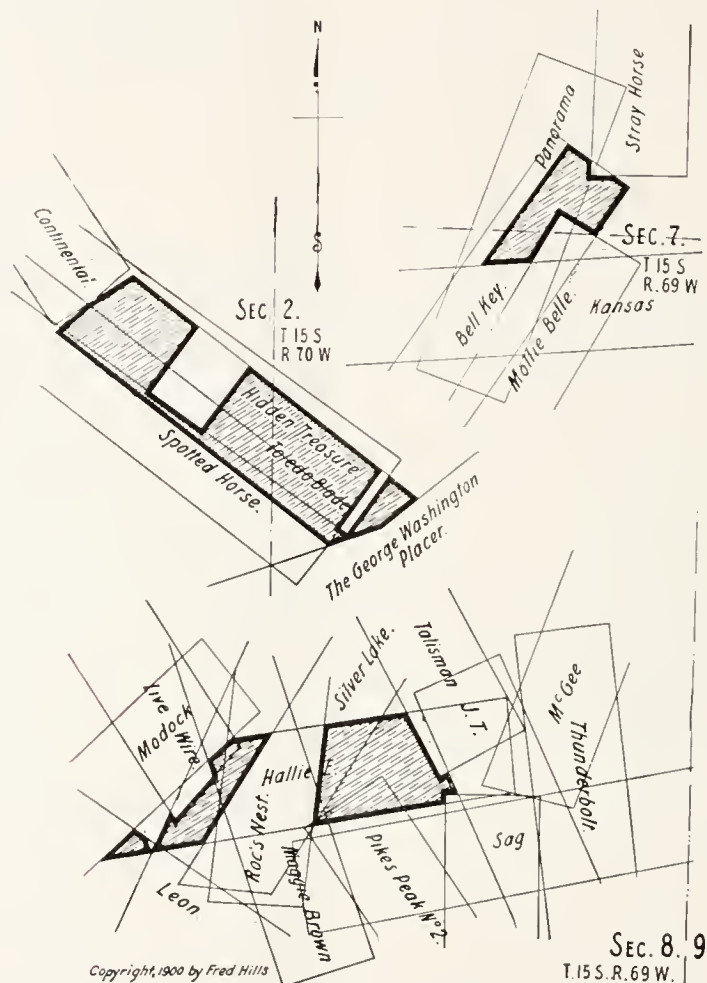 N
S
Panorama
Stray Horse
SEC. 7.
T 15 S
R. 69 W
Bell Key.
Mollie Belle.
Kansas
Continental
SEC. 2.
T 15 S
R 70 W
Hidden Treasure
Toledo Blade
Spotted Horse.
The George Washington
Placer.
Live
Wire
Modock
Silver Lake.
Talisman
J. T.
McGee
Thunderbolt.
Hallie E
Roc's Nest.
Maggie Brown
Pikes Peak No 2.
Sag
Leon
SEC. 8. 9
T. 15 S. R. 69 W.
Copyright, 1900 by Fred Hills